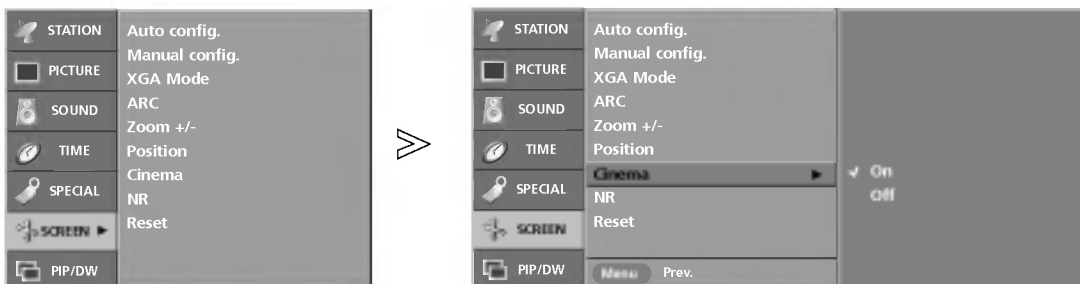 STATION
PICTURE
SOUND
TIME
SPECIAL
SCREEN
PIP/DW
Auto config.
Manual config.
XGA Mode
ARC
Zoom +/-
Position
Cinema
NR
Reset
STATION
PICTURE
SOUND
TIME
SPECIAL
SCREEN
PIP/DW
Auto config.
Manual config.
XGA Mode
ARC
Zoom +/-
Position
Cinema
NR
Reset
Menu Prev.
On
Off